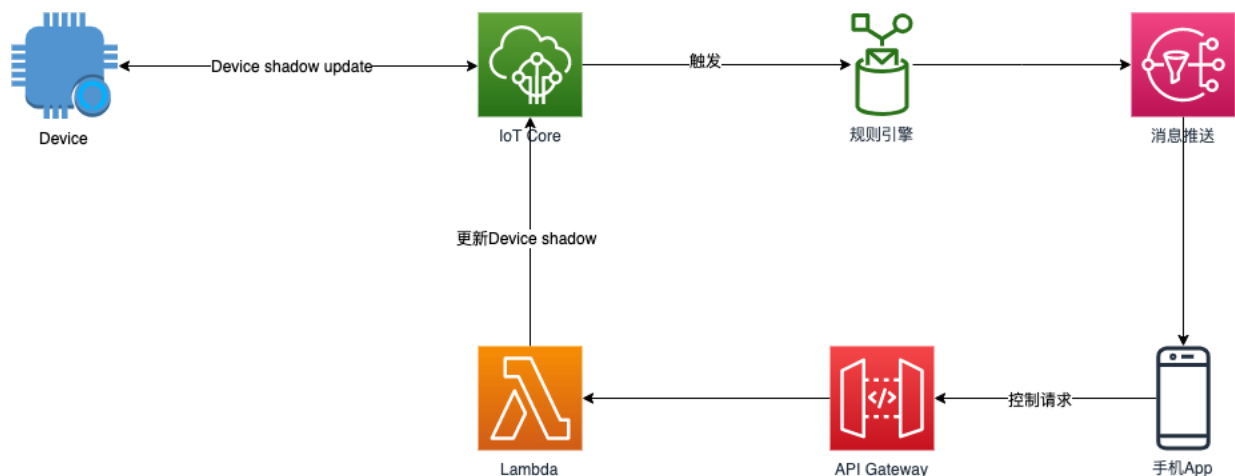 Device shadow update
触发
Device
IoT Core
规则引擎
消息推送
更新Device shadow
控制请求
Lambda
API Gateway
手机App